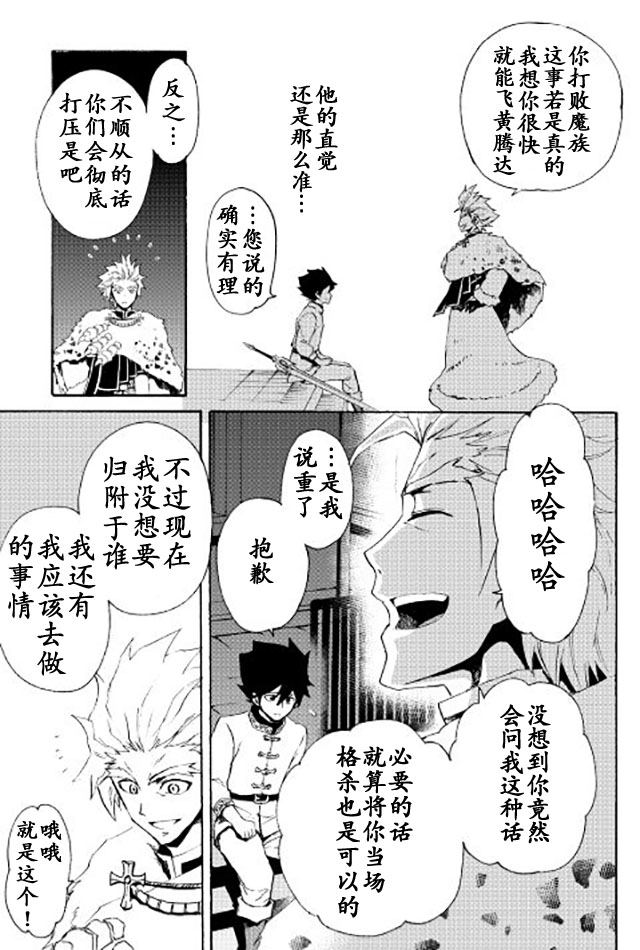 你打败魔族
这事若是真的
我想你很快
就能飞黄腾达
他的直觉
还是那么准…
…您说的
确实有理
反之…
不顺从的话
你们会彻底
打压是吧
哈哈哈哈
没想到你竟然
会问我这种话
必要的话
就算将你当场
格杀也是可以的
…是我
说重了
抱歉
不过现在
我没想要
归附于谁
我还有
我应该去做
的事情
哦哦
就是这个！